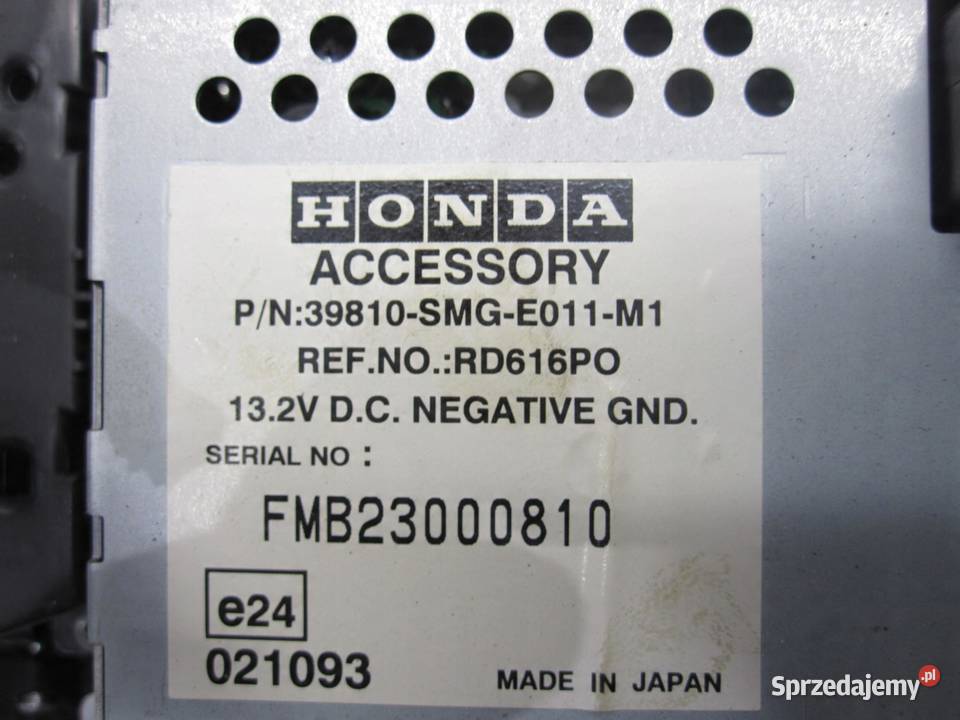 HONDA
ACCESSORY
P/N:39810-SMG-E011-M1
REF.NO.:RD616PO
13.2V D.C. NEGATIVE GND.
SERIAL NO :
FMB23000810
e24
021093
MADE IN JAPAN
Sprzedajemy.pl